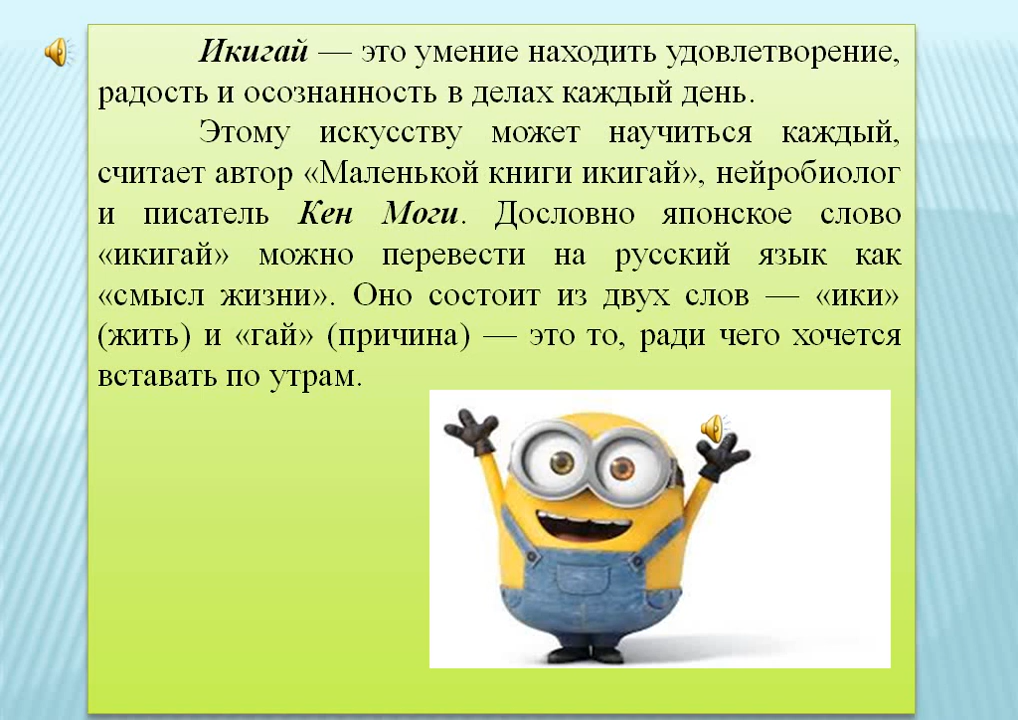 Икигай — это умение находить удовлетворение,
радость и осознанность в делах каждый день.
Этому искусству может научиться каждый,
считает автор «Маленькой книги икигай», нейробиолог
и писатель Кен Моги. Дословно японское слово
«икигай» можно перевести на русский язык как
«смысл жизни». Оно состоит из двух слов — «ики»
(жить) и «гай» (причина) — это то, ради чего хочется
вставать по утрам.